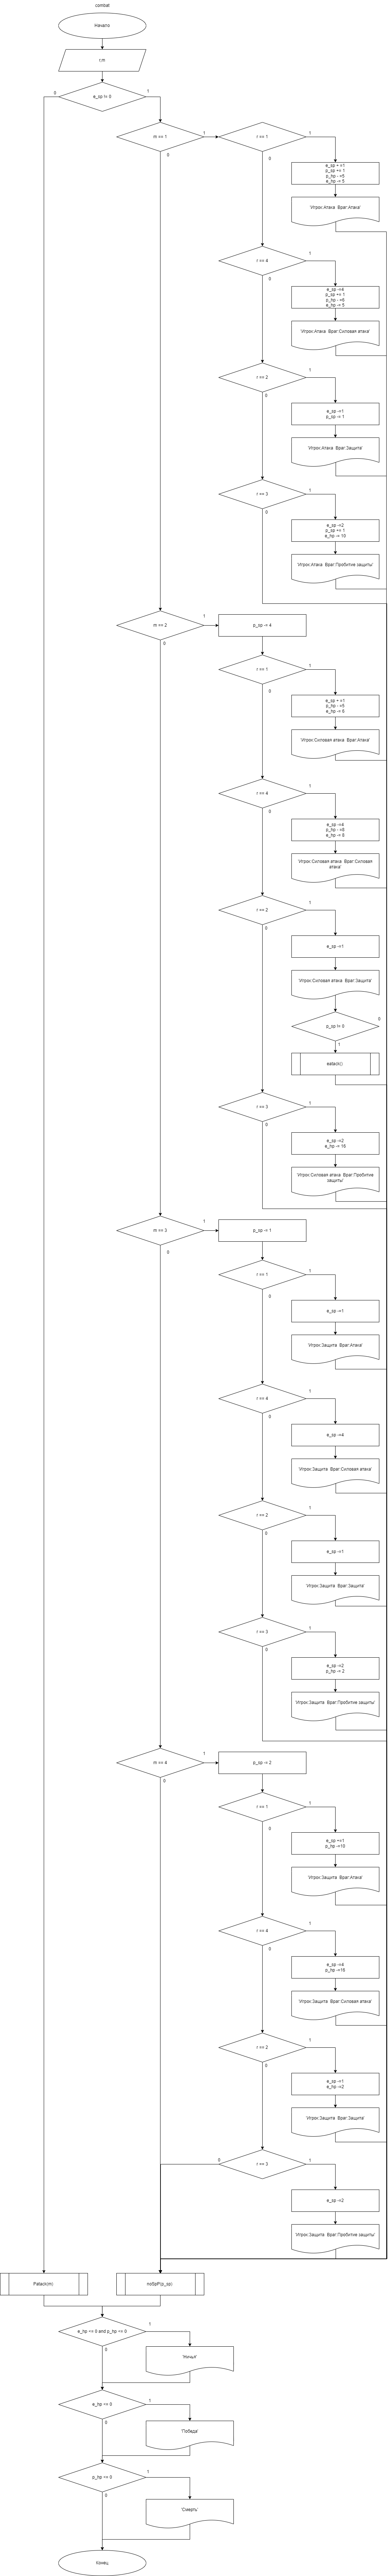 combat
Начало
r.m
e_sp != 0
0
1
m == 1
1
0
r == 1
1
0
e_sp + =1
p_sp += 1
p_hp - =5
e_hp -= 5
'Игрок:Атака Враг:Атака'
r == 4
1
0
e_sp -=4
p_sp += 1
p_hp - =8
e_hp -= 5
'Игрок:Атака Враг:Силовая атака'
r == 2
1
0
e_sp -=1
p_sp -= 1
'Игрок:Атака Враг:Защита'
r == 3
1
0
e_sp -=2
p_sp += 1
e_hp -= 10
'Игрок:Атака Враг:Пробитие защиты'
m == 2
1
0
p_sp -= 4
r == 1
1
0
e_sp + =1
p_hp - =5
e_hp -= 8
'Игрок:Силовая атака Враг:Атака'
r == 4
1
0
e_sp -=4
p_hp - =8
e_hp -= 8
'Игрок:Силовая атака Враг:Силовая
атака'
r == 2
1
0
e_sp -=1
'Игрок:Силовая атака Враг:Защита'
p_sp != 0
0
1
eata(k()
r == 3
1
0
e_sp -=2
e_hp -= 16
'Игрок:Силовая атака Враг:Пробитие
защиты'
m == 3
1
0
p_sp -= 1
r == 1
1
0
e_sp -=1
'Игрок:Защита Враг:Атака'
r == 4
1
0
e_sp -=4
'Игрок:Защита Враг:Силовая атака'
r == 2
1
0
e_sp -=1
'Игрок:Защита Враг:Защита'
r == 3
1
0
e_sp -=2
p_hp -= 2
'Игрок:Защита Враг:Пробитие защиты'
m == 4
1
0
p_sp -= 2
r == 1
1
0
e_sp +=1
p_hp -=10
'Игрок:Защита Враг:Атака'
r == 4
1
0
e_sp -=4
p_hp -=16
'Игрок:Защита Враг:Силовая атака'
r == 2
1
0
e_sp -=1
e_hp -=2
'Игрок:Защита Враг:Защита'
r == 3
0
1
e_sp -=2
'Игрок:Защита Враг:Пробитие защиты'
Patack(m)
noSpP(p_sp)
e_hp <= 0 and p_hp <= 0
1
0
'Ничья'
e_hp <= 0
1
0
'Победа'
p_hp <= 0
1
0
'Смерть'
Конец